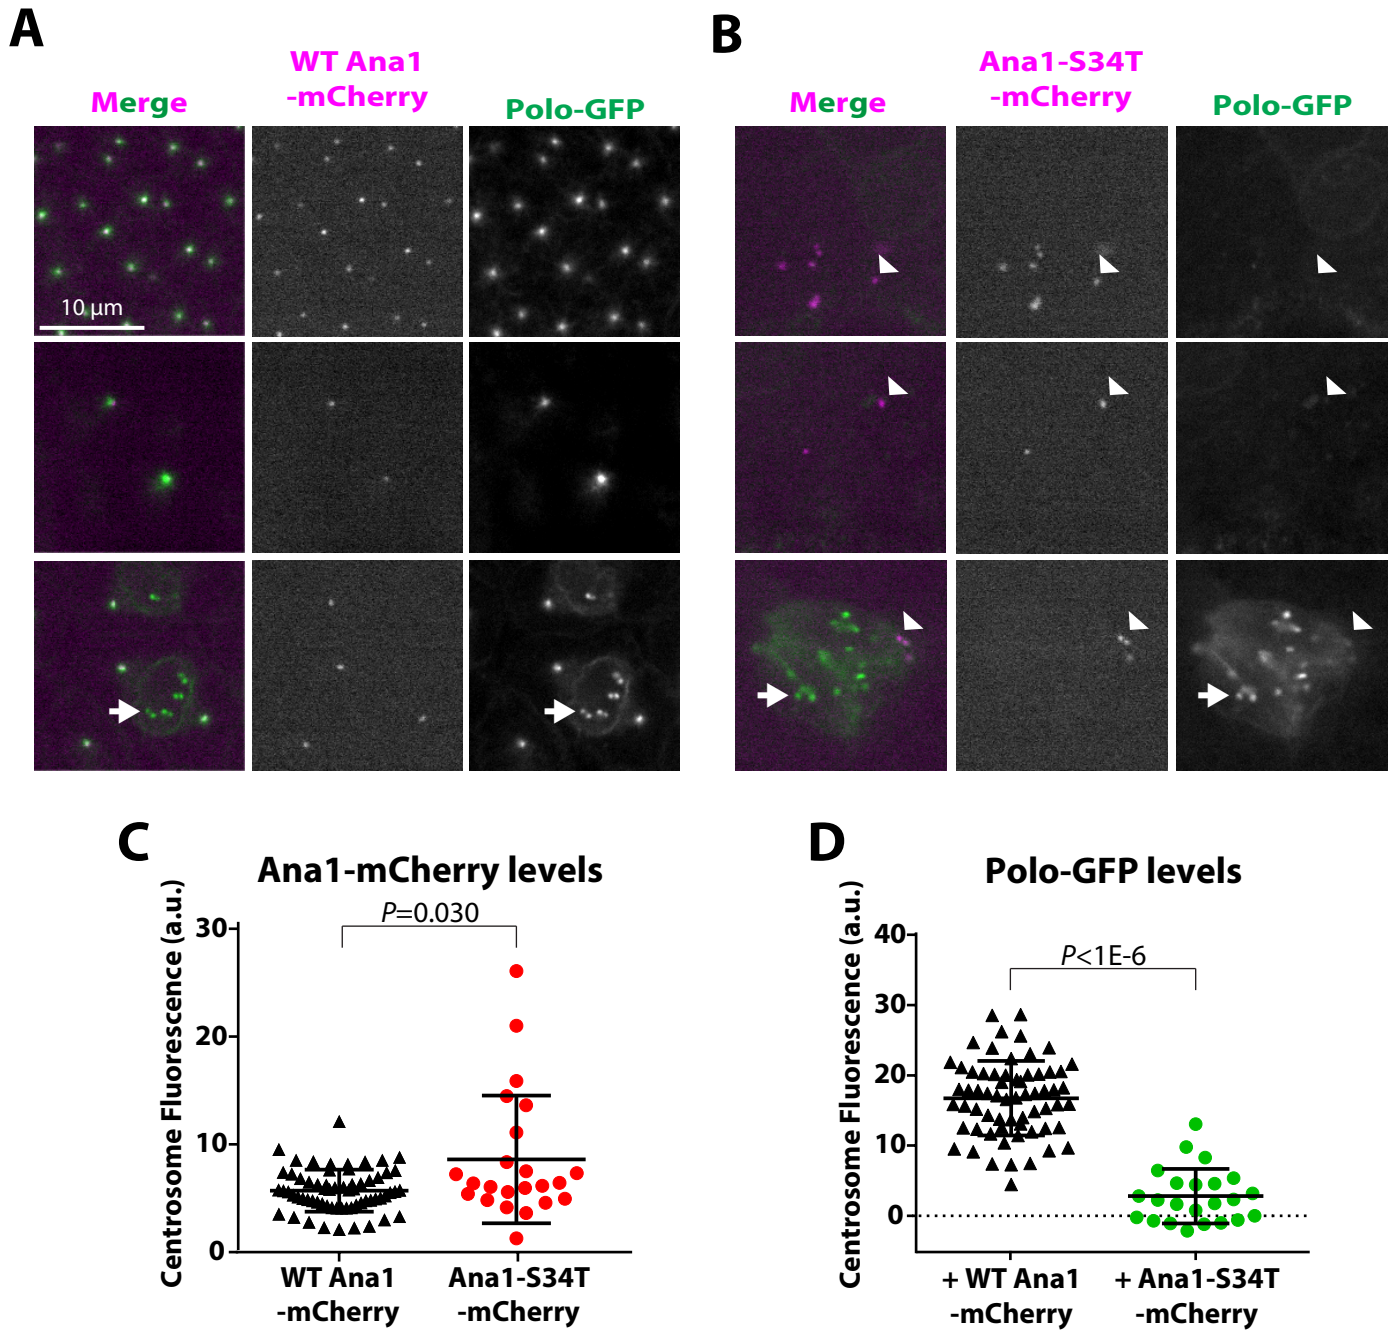 A
WT Ana1
-mCherry
Merge
Polo-GFP
10 µm
B
Ana1-S34T
-mCherry
Merge
Polo-GFP
C
Ana1-mCherry levels
P=0.030
Centrosome Fluorescence (a.u.)
30
20
10
0
WT Ana1
-mCherry
Ana1-S34T
-mCherry
D
Polo-GFP levels
P<1E-6
Centrosome Fluorescence (a.u.)
40
30
20
10
0
+ WT Ana1
-mCherry
+ Ana1-S34T
-mCherry